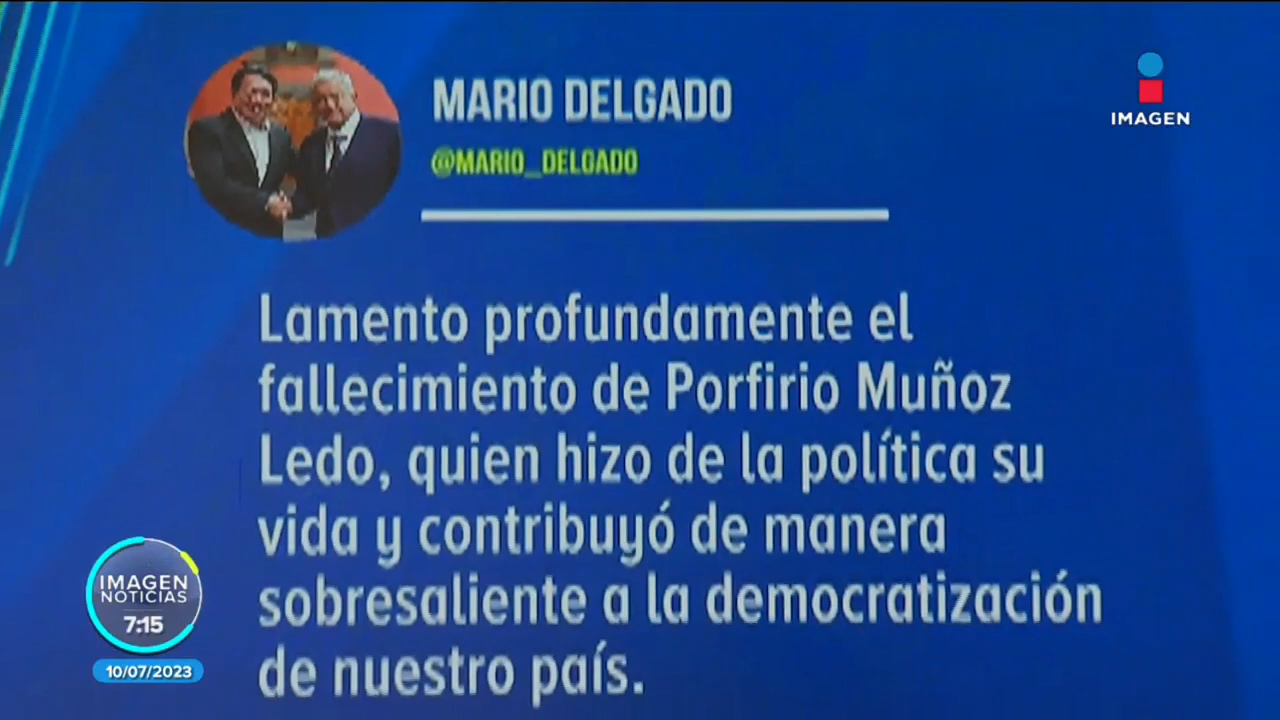 MARIO DELGADO
@MARIO_DELGADO
IMAGEN
Lamento profundamente el
fallecimiento de Porfirio Muñoz
Ledo, quien hizo de la política su
vida y contribuyó de manera
sobresaliente a la democratización
de nuestro país.
IMAGEN
NOTICIAS
7:15
10/07/2023